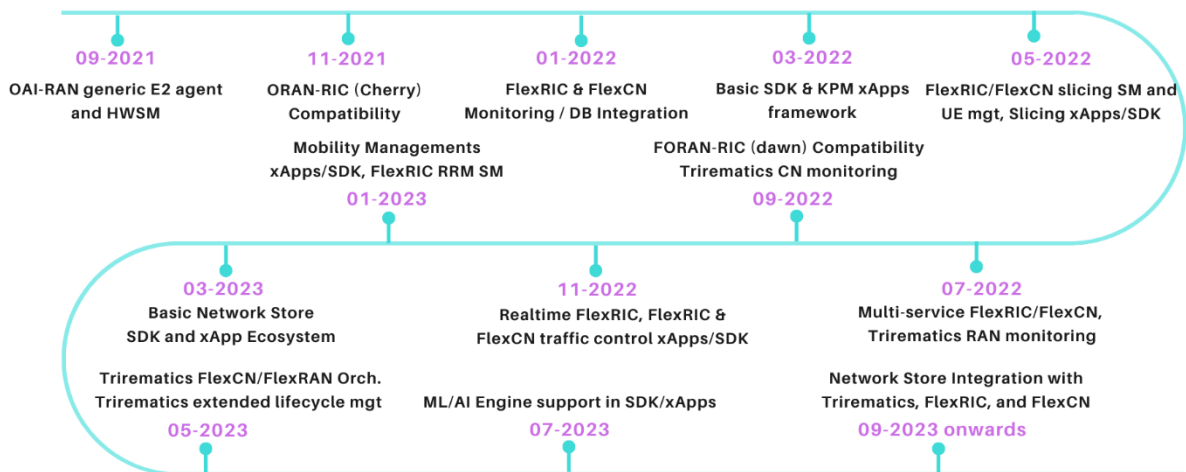 09-2021
OAI-RAN generic E2 agent
and HWSM
11-2021
ORAN-RIC (Cherry)
Compatibility
01-2022
FlexRIC & FlexCN
Monitoring / DB Integration
03-2022
Basic SDK & KPM xApps
framework
05-2022
FlexRIC/FlexCN slicing SM and
UE mgt, Slicing xApps/SDK
Mobility Managements
xApps/SDK, FlexRIC RRM SM
01-2023
FORAN-RIC (dawn) Compatibility
Trirematics CN monitoring
09-2022
03-2023
Basic Network Store
SDK and xApp Ecosystem
11-2022
Realtime FlexRIC, FlexRIC &
FlexCN traffic control xApps/SDK
07-2022
Multi-service FlexRIC/FlexCN,
Trirematics RAN monitoring
Trirematics FlexCN/FlexRAN Orch.
Trirematics extended lifecycle mgt
05-2023
ML/AI Engine support in SDK/xApps
07-2023
Network Store Integration with
Trirematics, FlexRIC, and FlexCN
09-2023 onwards